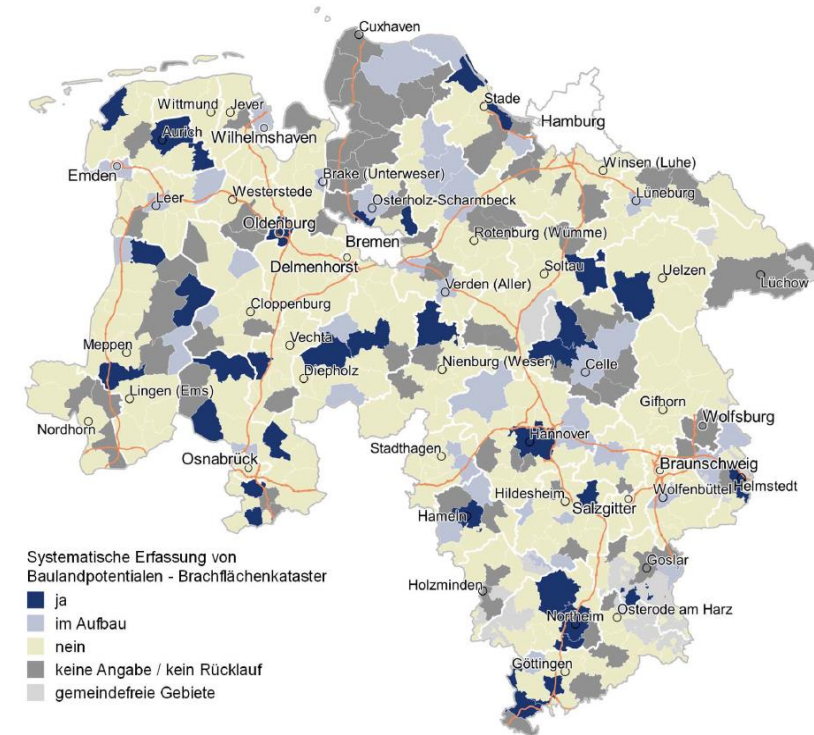 Cuxhaven
Wittmund
Jever
Stade
Hamburg
Aurich
Wilhelmshaven
Emden
Brake (Unterweser)
Winsen (Luhe)
Leer
Westerstede
Osterholz-Scharmbeck
Lüneburg
Oldenburg
Bremen
Rotenburg (Wümme)
Delmenhorst
Soltau
Uelzen
Lüchow
Verden (Aller)
Cloppenburg
Vechta
Meppen
Nienburg (Weser)
Celle
Diepholz
Lingen (Ems)
Gifhorn
Wolfsburg
Nordhorn
Hannover
Stadthagen
Osnabrück
Braunschweig
Helmstedt
Hildesheim
Wolfenbüttel
Salzgitter
Hameln
Goslar
Holzminden
Osterode am Harz
Northeim
Göttingen
Systematische Erfassung von
Baulandpotentialen - Brachflächenkataster
ja
im Aufbau
nein
keine Angabe / kein Rücklauf
gemeindefreie Gebiete